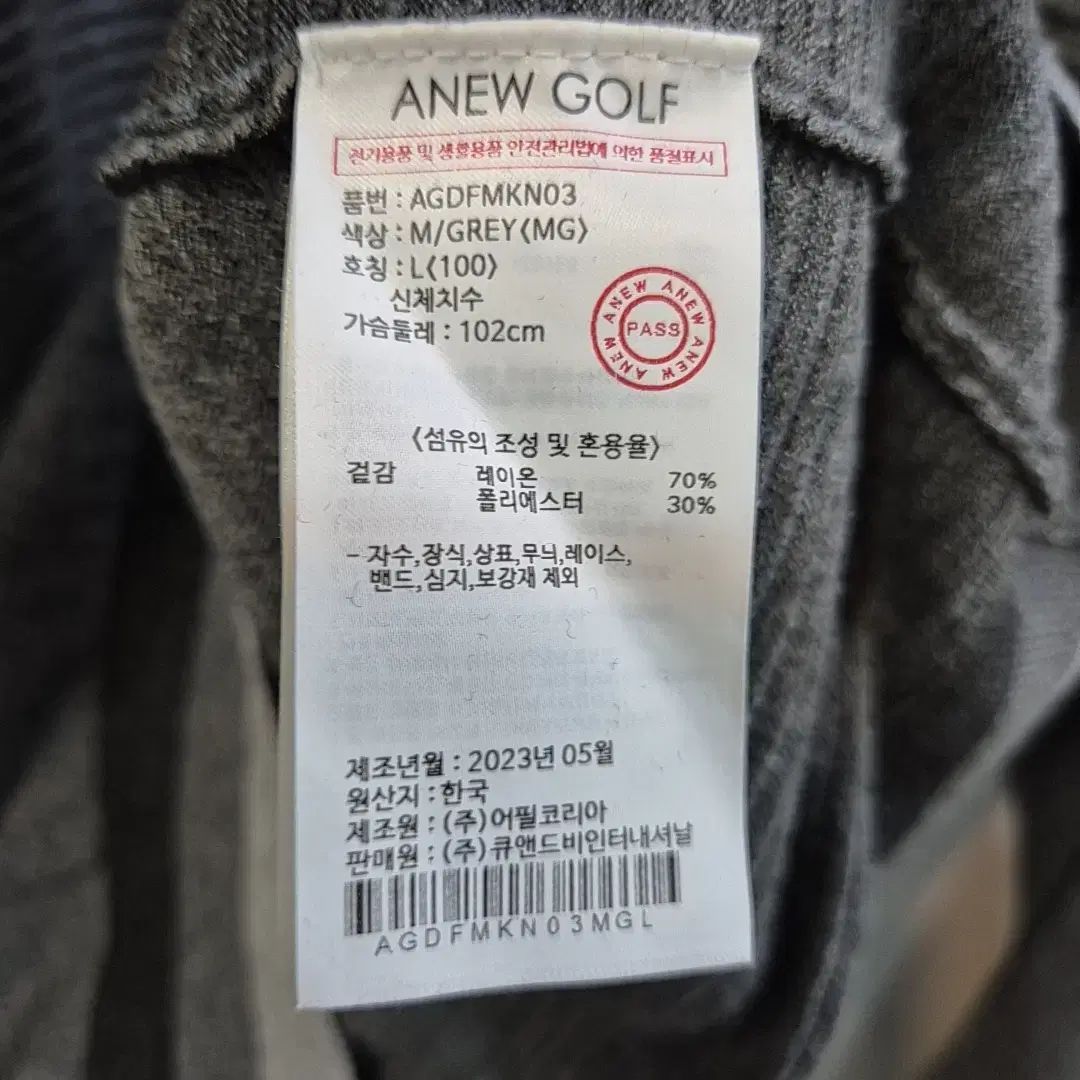 ANEW GOLF
전기용품 및 생활용품 안전관리법에 의한 품질표시
품번 : AGDFMKN03
색상 : M/GREY(MG)
호칭 : L(100)
신체치수
가슴둘레 : 102cm
ANEW ANEW ANEW ANEW
PASS
〈섬유의 조성 및 혼용율〉
겉감 레이온 70%
폴리에스터 30%
- 자수,장식,상표,무늬,레이스,
밴드,심지,보강재 제외
제조년월 : 2023년 05월
원산지 : 한국
제조원 : (주)어필코리아
판매원 : (주)큐앤드비인터내셔날
AGDFMKN03MGL